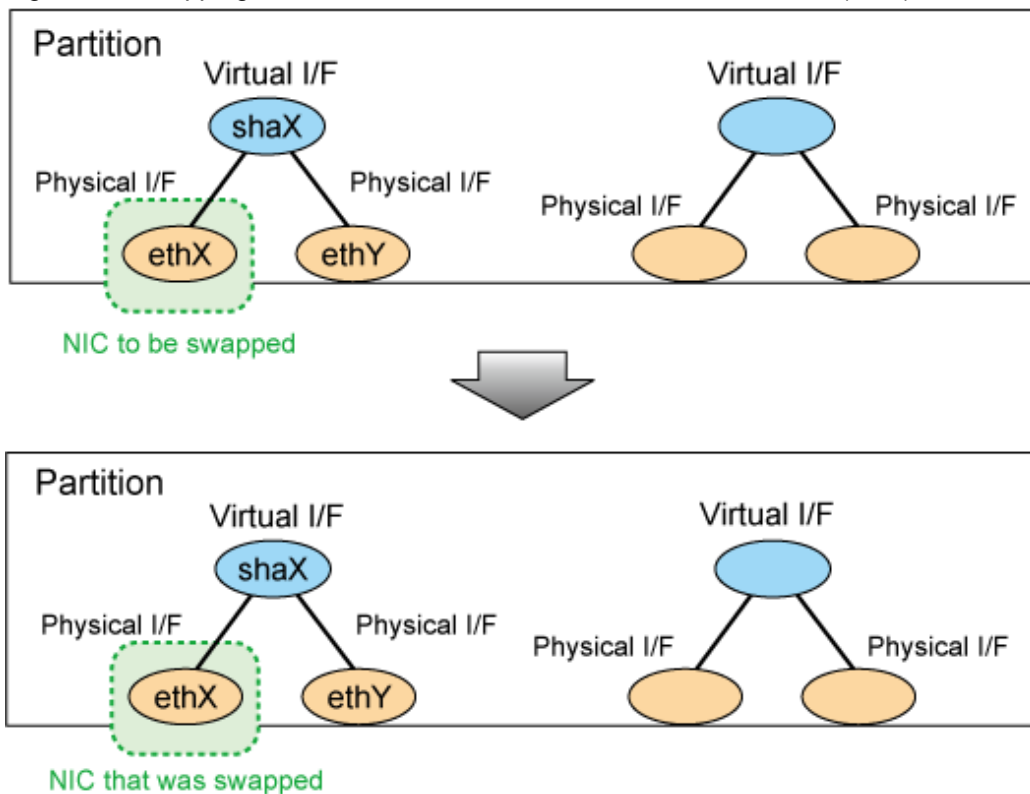 Partition
Virtual I/F
Virtual I/F
shaX
Physical I/F
Physical I/F
Physical I/F
Physical I/F
ethX
ethY
NIC to be swapped
Partition
Virtual I/F
Virtual I/F
shaX
Physical I/F
Physical I/F
Physical I/F
Physical I/F
ethX
ethY
NIC that was swapped